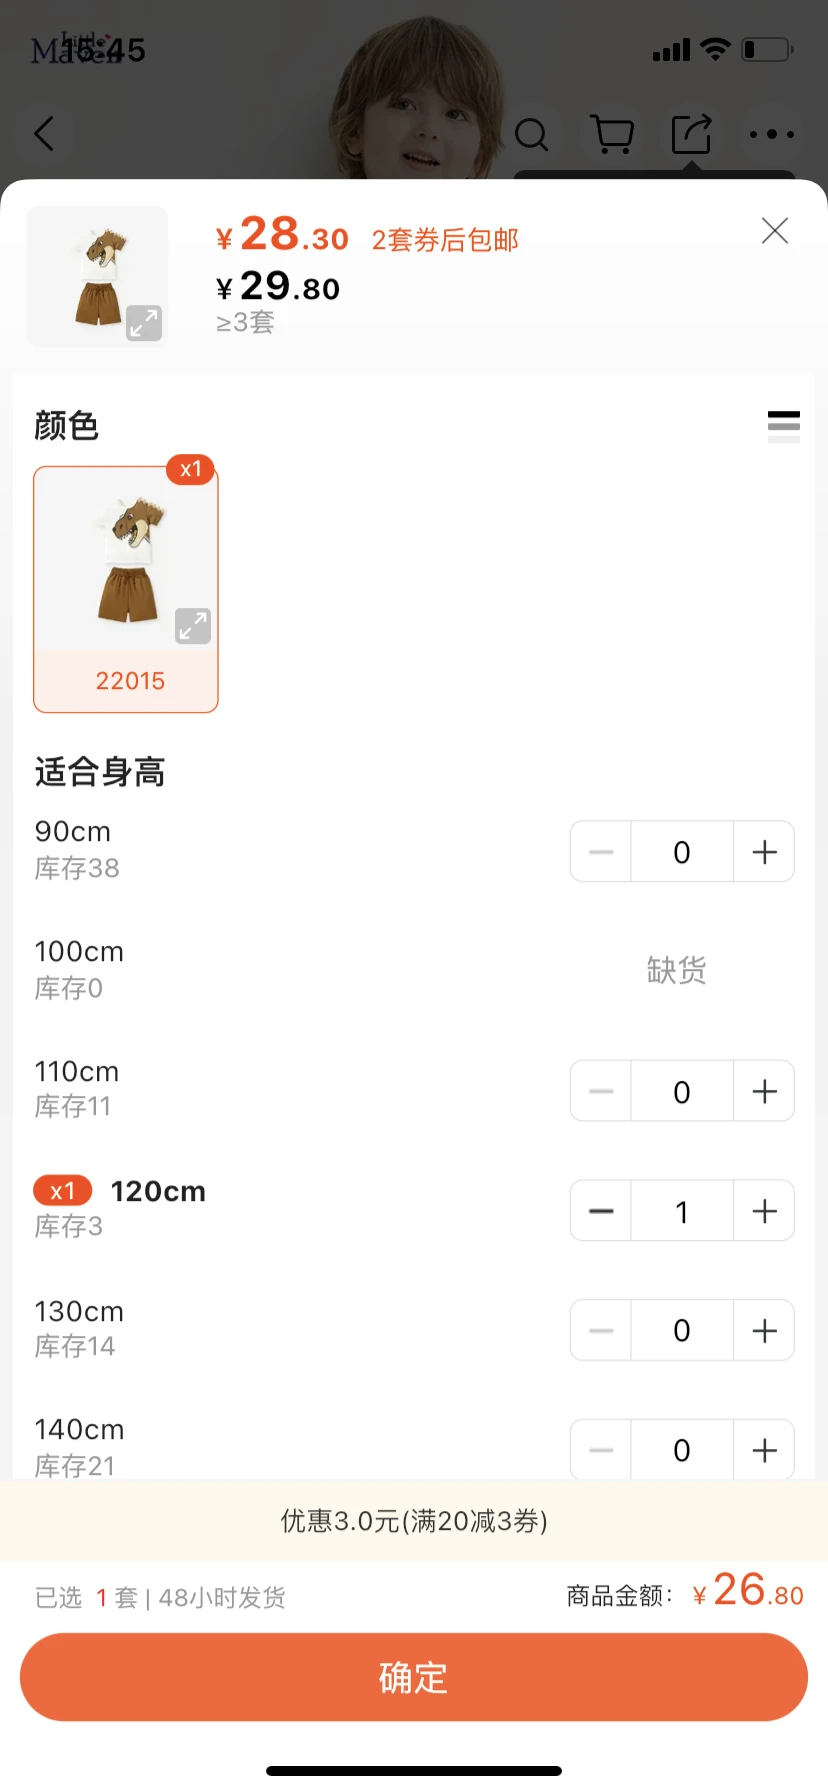 Little
Maven
15:45
¥28.30 2套券后包邮
¥29.80
≥3套
颜色
x1
22015
适合身高
90cm
库存38
0
100cm
库存0
缺货
110cm
库存11
0
x1 120cm
库存3
1
130cm
库存14
0
140cm
库存21
0
优惠3.0元(满20减3券)
已选 1 套 | 48小时发货
商品金额: ¥26.80
确定